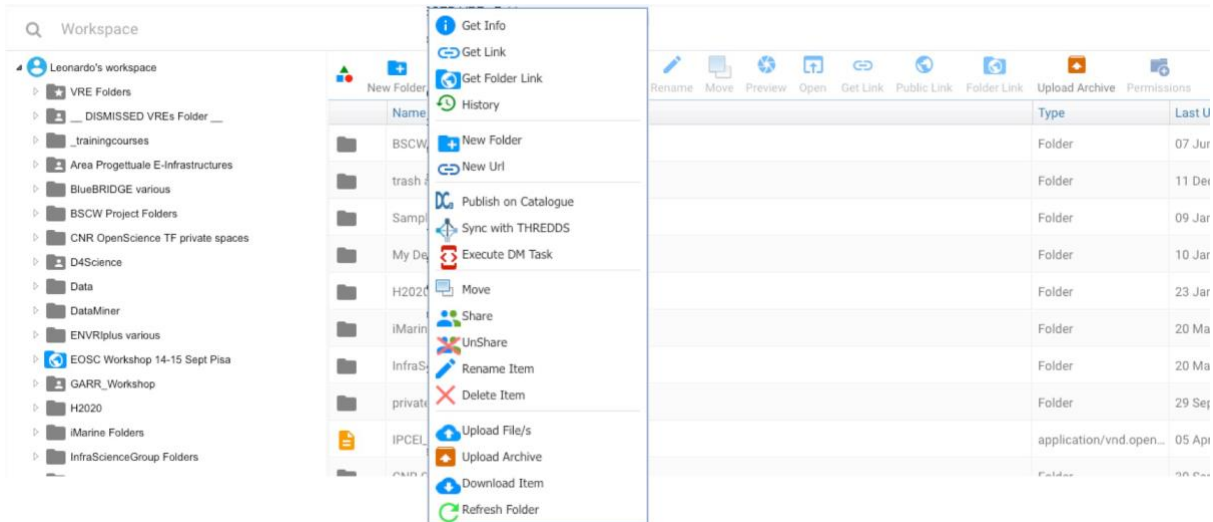 Workspace
Leonardo's workspace
VRE Folders
__ DISMISSED VREs Folder __
_trainingcourses
Area Progettuale E-Infrastructures
BlueBRIDGE various
BSCW Project Folders
CNR OpenScience TF private spaces
D4Science
Data
DataMiner
ENVRIplus various
EOSC Workshop 14-15 Sept Pisa
GARR_Workshop
H2020
iMarine Folders
InfraScienceGroup Folders
New Folder
Rename Move Preview Open Get Link Public Link Folder Link Upload Archive Permissions
Name Type Last U
BSCW Folder 07 Jun
trash Folder 11 Dec
Sampl Folder 09 Jan
My De Folder 10 Jan
H2020 Folder 23 Jan
iMarin Folder 20 Ma
InfraS Folder 20 Ma
private Folder 29 Sep
IPCEI_ application/vnd.open... 05 Apr
Get Info
Get Link
Get Folder Link
History
New Folder
New Url
Publish on Catalogue
Sync with THREDDS
Execute DM Task
Move
Share
UnShare
Rename Item
Delete Item
Upload File/s
Upload Archive
Download Item
Refresh Folder